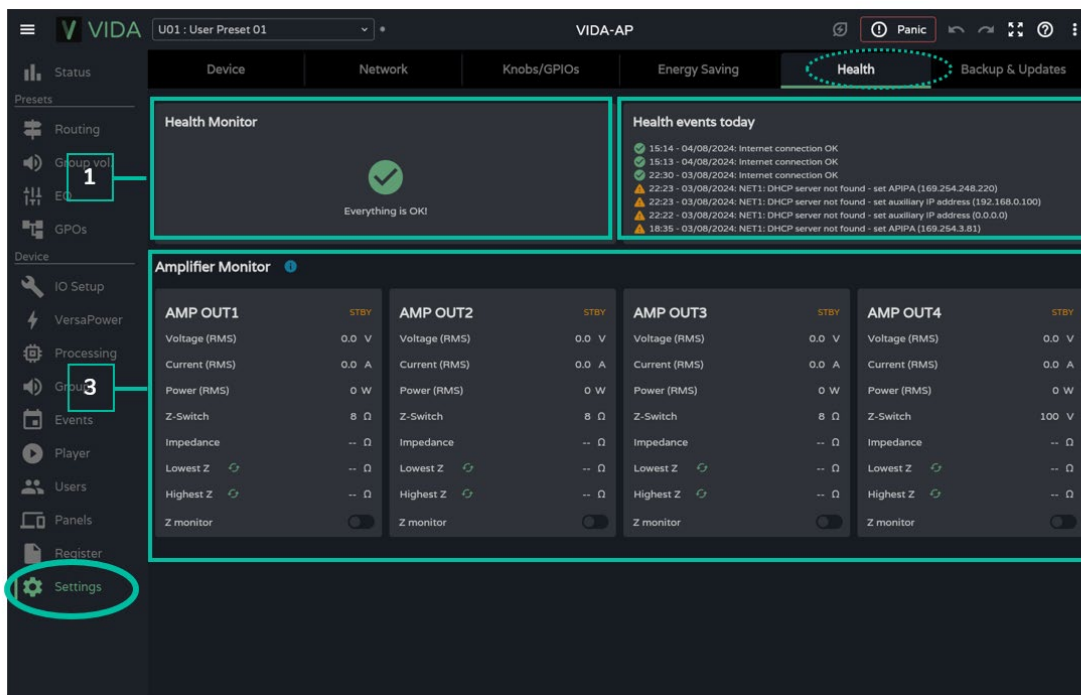 VIDA
U01 : User Preset 01
VIDA-AP
Panic
Status
Device
Network
Knobs/GPIOs
Energy Saving
Health
Backup & Updates
Presets
Routing
Group vol.
1
EQ
GPOs
Device
IO Setup
VersaPower
Processing
Group
3
Events
Player
Users
Panels
Register
Settings
Health Monitor
Everything is OK!
Health events today
15:14 - 04/08/2024: Internet connection OK
15:13 - 04/08/2024: Internet connection OK
22:30 - 03/08/2024: Internet connection OK
22:23 - 03/08/2024: NET1: DHCP server not found - set APIPA (169.254.248.220)
22:23 - 03/08/2024: NET1: DHCP server not found - set auxiliary IP address (192.168.0.100)
22:22 - 03/08/2024: NET1: DHCP server not found - set auxiliary IP address (0.0.0.0)
18:35 - 03/08/2024: NET1: DHCP server not found - set APIPA (169.254.3.81)
Amplifier Monitor
AMP OUT1 STBY
Voltage (RMS) 0.0 V
Current (RMS) 0.0 A
Power (RMS) 0 W
Z-Switch 8 Ω
Impedance -- Ω
Lowest Z -- Ω
Highest Z -- Ω
Z monitor
AMP OUT2 STBY
Voltage (RMS) 0.0 V
Current (RMS) 0.0 A
Power (RMS) 0 W
Z-Switch 8 Ω
Impedance -- Ω
Lowest Z -- Ω
Highest Z -- Ω
Z monitor
AMP OUT3 STBY
Voltage (RMS) 0.0 V
Current (RMS) 0.0 A
Power (RMS) 0 W
Z-Switch 8 Ω
Impedance -- Ω
Lowest Z -- Ω
Highest Z -- Ω
Z monitor
AMP OUT4 STBY
Voltage (RMS) 0.0 V
Current (RMS) 0.0 A
Power (RMS) 0 W
Z-Switch 100 V
Impedance -- Ω
Lowest Z -- Ω
Highest Z -- Ω
Z monitor